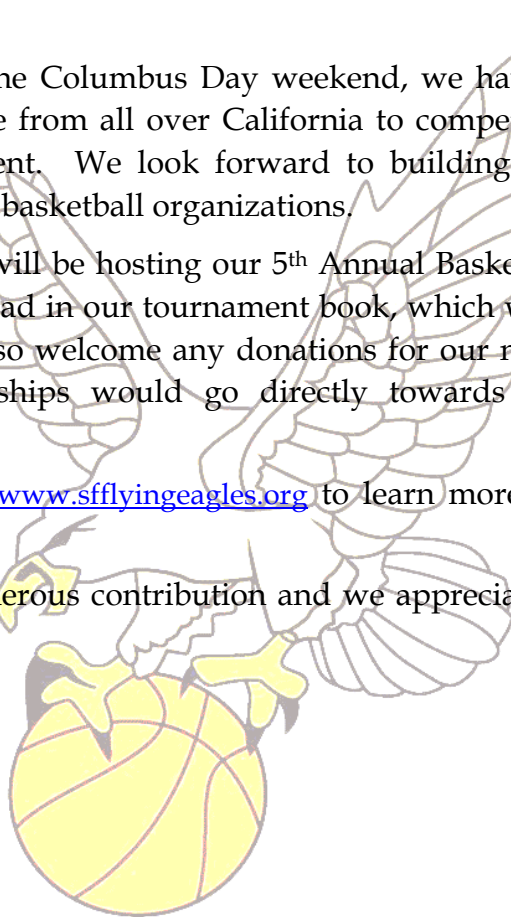 ne Columbus Day weekend, we ha
e from all over California to compe
ent. We look forward to building
basketball organizations.
will be hosting our 5th Annual Baske
ad in our tournament book, which w
so welcome any donations for our r
ships would go directly towards
www.sfflyingeagles.org to learn more
nerous contribution and we apprecia